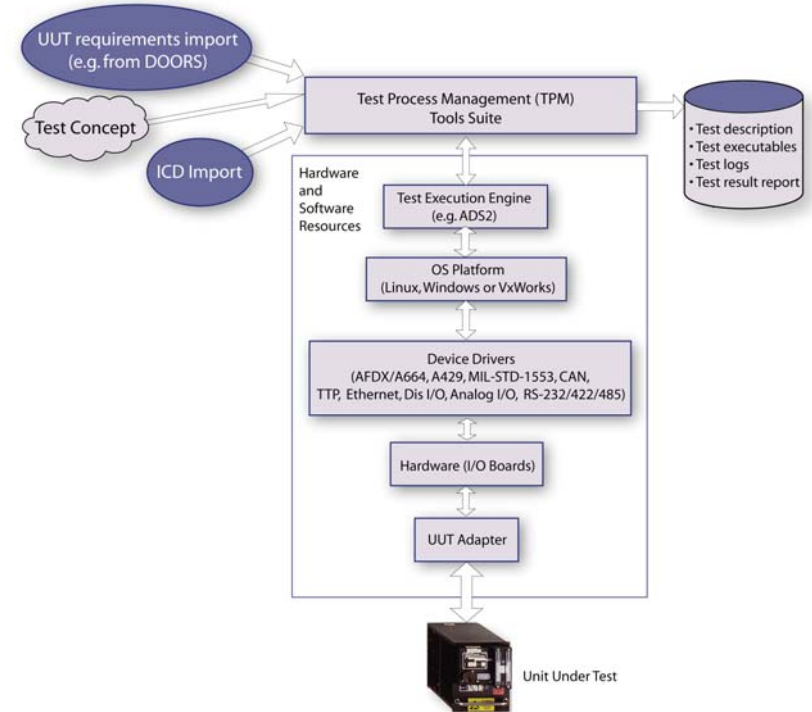 UUT requirements import
(e.g. from DOORS)
Test Concept
ICD Import
Test Process Management (TPM)
Tools Suite
• Test description
• Test executables
• Test logs
• Test result report
Hardware
and
Software
Resources
Test Execution Engine
(e.g. ADS2)
OS Platform
(Linux, Windows or VxWorks)
Device Drivers
(AFDX/A664, A429, MIL-STD-1553, CAN,
TTP, Ethernet, Dis I/O, Analog I/O, RS-232/422/485)
Hardware (I/O Boards)
UUT Adapter
Unit Under Test